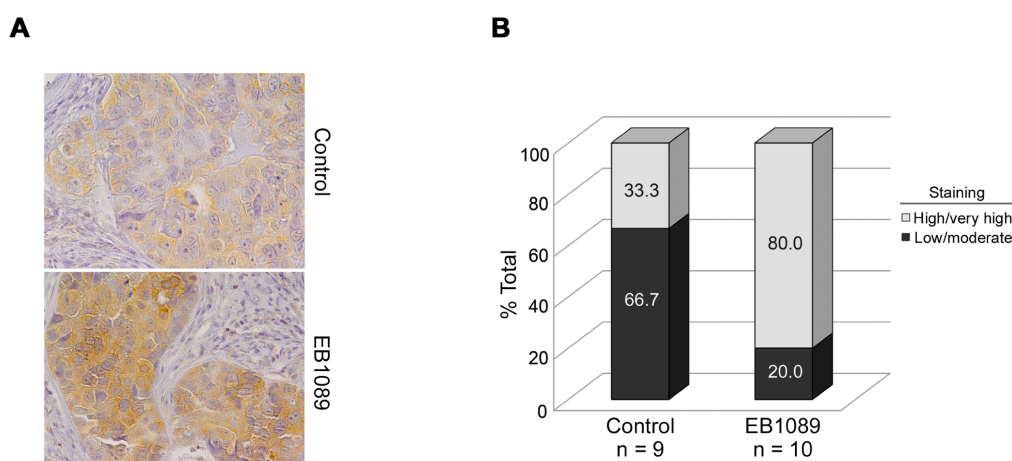 A
Control
EB1089
B
% Total
100
80
60
40
20
0
33.3
66.7
80.0
20.0
Control
n = 9
EB1089
n = 10
Staining
High/very high
Low/moderate